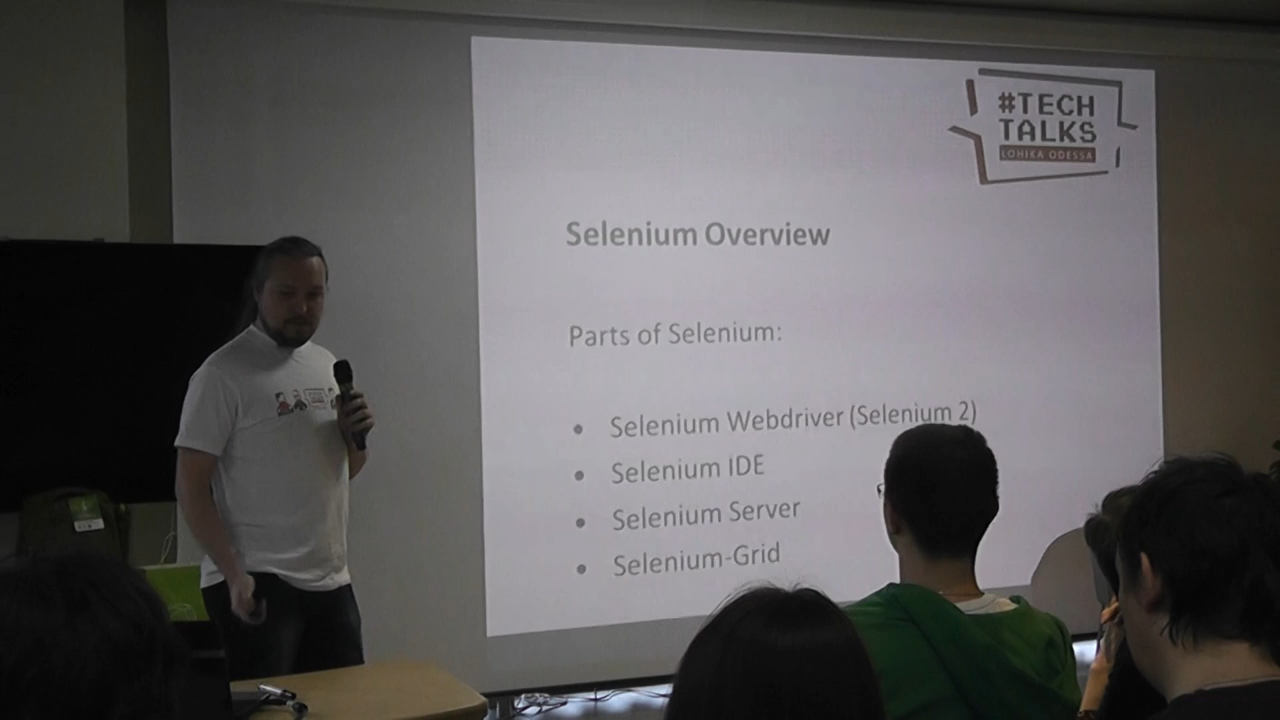 #TECH
TALKS
LOHIKA ODESSA
Selenium Overview
Parts of Selenium:
• Selenium Webdriver (Selenium 2)
• Selenium IDE
• Selenium Server
• Selenium-Grid